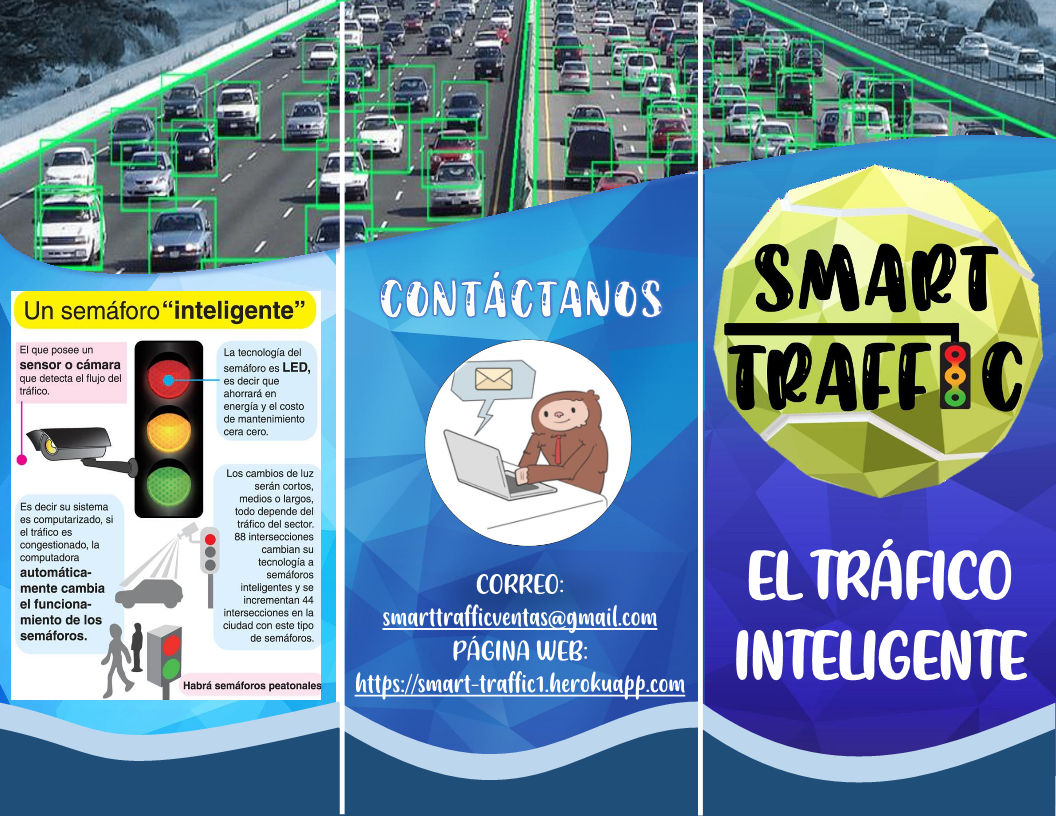 Un semáforo “inteligente”
El que posee un
sensor o cámara
que detecta el flujo del
tráfico.
La tecnología del
semáforo es LED,
es decir que
ahorrará en
energía y el costo
de mantenimiento
cera cero.
Es decir su sistema
es computarizado, si
el tráfico es
congestionado, la
computadora
automática-
mente cambia
el funciona-
miento de los
semáforos.
Los cambios de luz
serán cortos,
medios o largos,
todo depende del
tráfico del sector.
88 intersecciones
cambian su
tecnología a
semáforos
inteligentes y se
incrementan 44
intersecciones en la
ciudad con este tipo
de semáforos.
Habrá semáforos peatonales
CONTÁCTANOS
CORREO:
smarttrafficventas@gmail.com
PÁGINA WEB:
https://smart-traffic1.herokuapp.com
SMART
TRAFFIC
EL TRÁFICO
INTELIGENTE